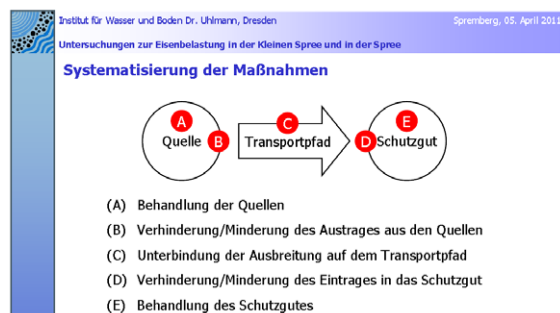 Institut für Wasser und Boden Dr. Uhlmann, Dresden
Spremberg, 05. April 2011
Untersuchungen zur Eisenbelastung in der Kleinen Spree und in der Spree
Systematisierung der Maßnahmen
A
C
E
Quelle
B
Transportpfad
D
Schutzgut
(A) Behandlung der Quellen
(B) Verhinderung/Minderung des Austrages aus den Quellen
(C) Unterbindung der Ausbreitung auf dem Transportpfad
(D) Verhinderung/Minderung des Eintrages in das Schutzgut
(E) Behandlung des Schutzgutes